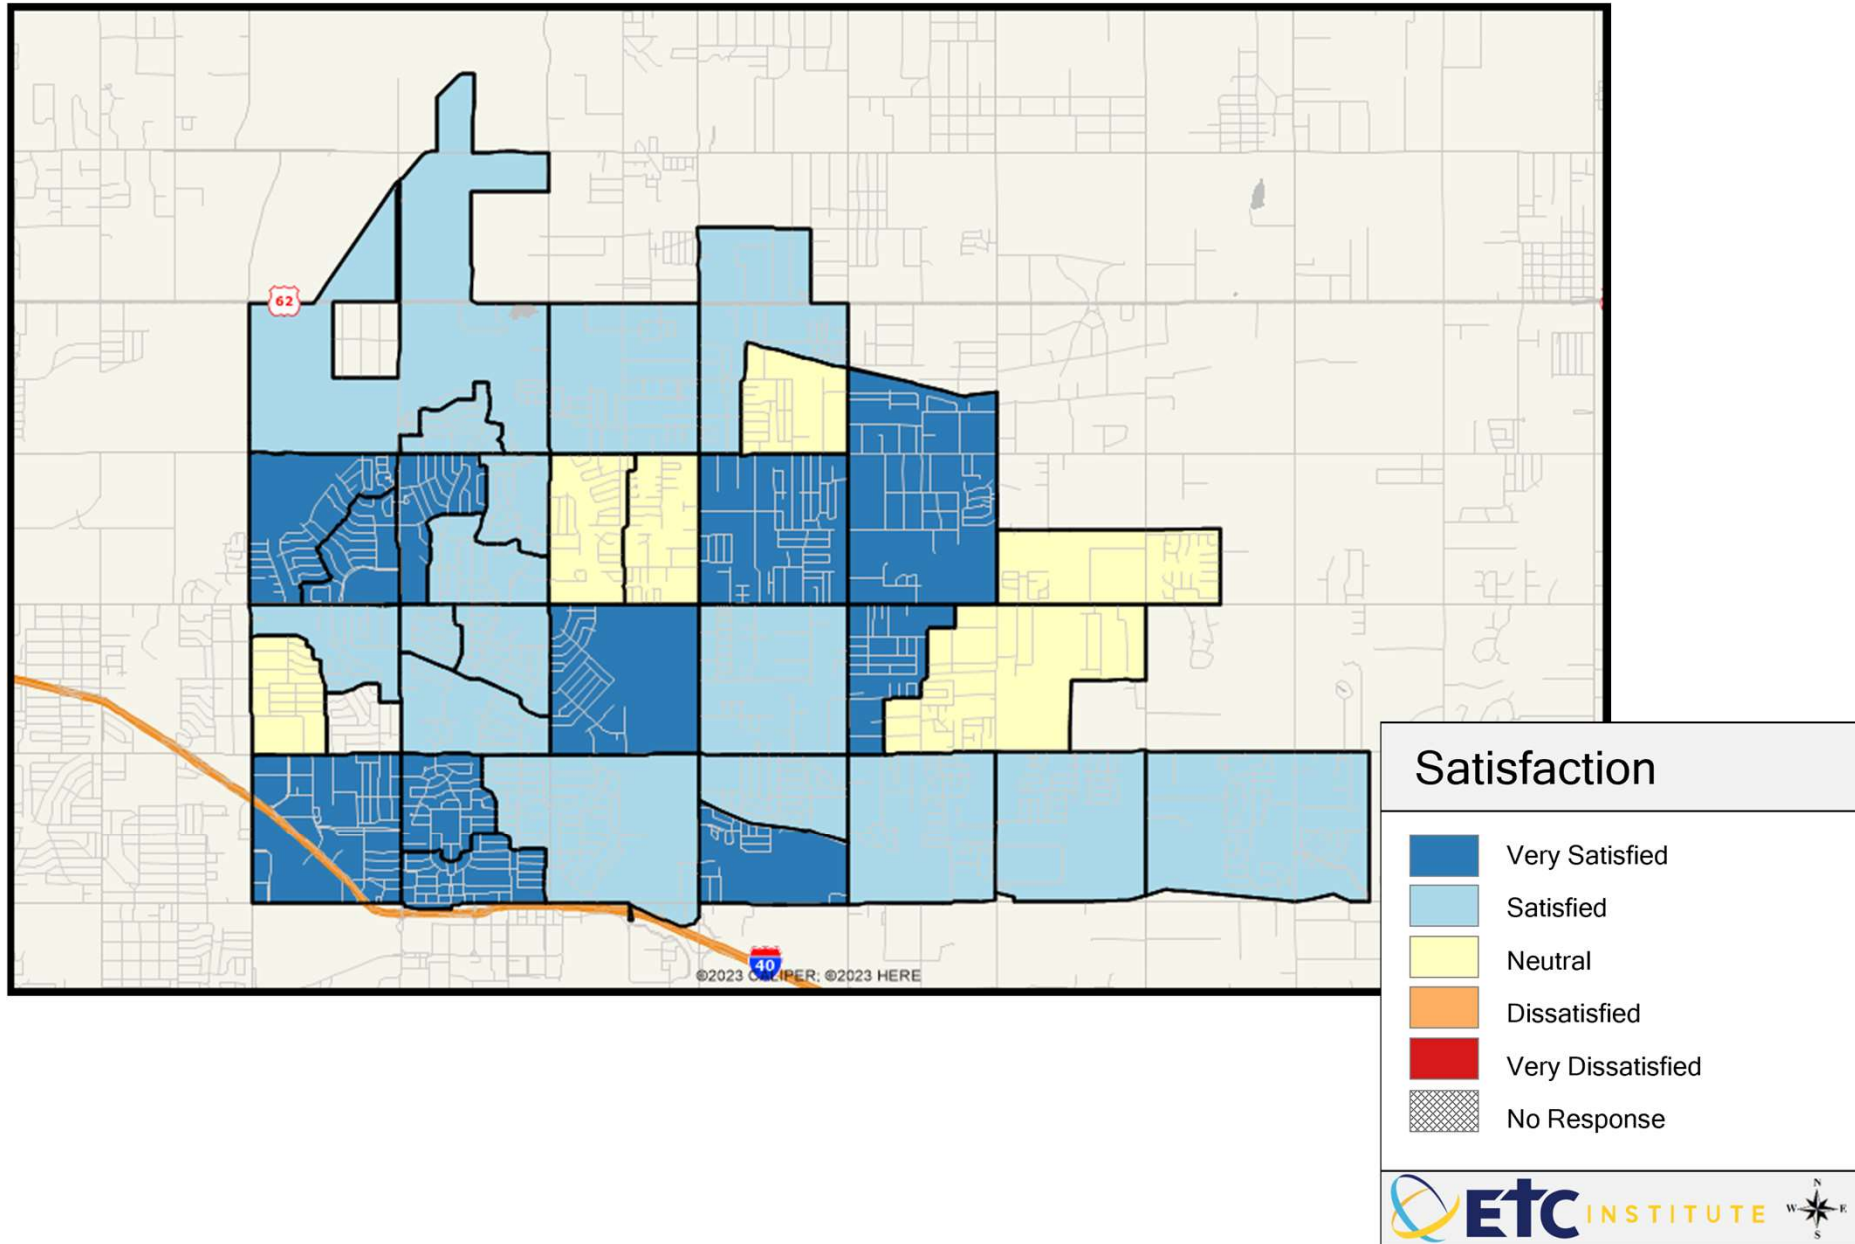 62
40
©2023 CALIPER; ©2023 HERE
Satisfaction
Very Satisfied
Satisfied
Neutral
Dissatisfied
Very Dissatisfied
No Response
ETC INSTITUTE
N
W E
S